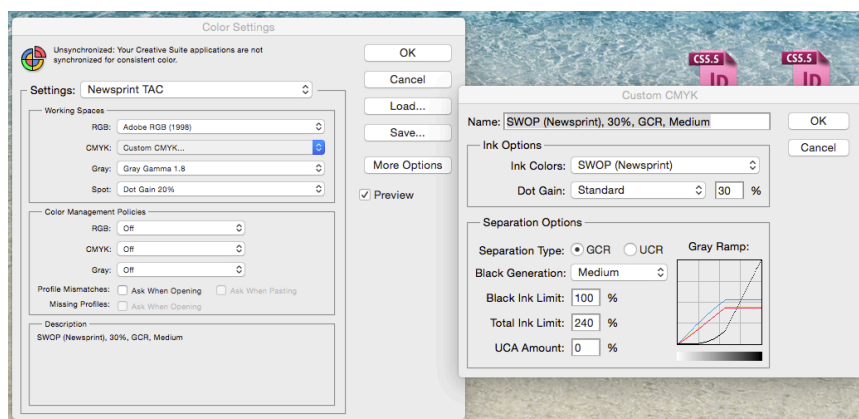 Color Settings
Unsynchronized: Your Creative Suite applications are not
synchronized for consistent color.
Settings: Newsprint TAC
Working Spaces
RGB: Adobe RGB (1998)
CMYK: Custom CMYK...
Gray: Gray Gamma 1.8
Spot: Dot Gain 20%
Color Management Policies
RGB: Off
CMYK: Off
Gray: Off
Profile Mismatches: Ask When Opening Ask When Pasting
Missing Profiles: Ask When Opening
Description
SWOP (Newsprint), 30%, GCR, Medium
OK
Cancel
Load...
Save...
More Options
Preview
CS5.5 CS5.5
Id Id
Custom CMYK
Name: SWOP (Newsprint), 30%, GCR, Medium
Ink Options
Ink Colors: SWOP (Newsprint)
Dot Gain: Standard 30 %
Separation Options
Separation Type: GCR UCR Gray Ramp:
Black Generation: Medium
Black Ink Limit: 100 %
Total Ink Limit: 240 %
UCA Amount: 0 %
OK
Cancel